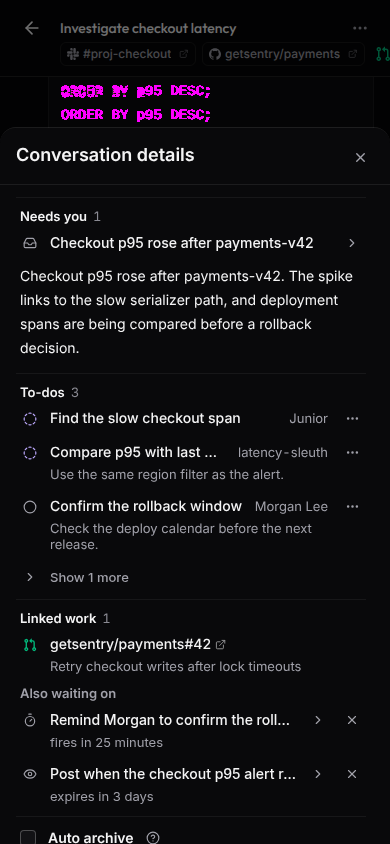 Investigate checkout latency
#proj-checkout getsentry/payments
ORDER BY p95 DESC;
ORDER BY p95 DESC;
Conversation details
Needs you 1
Checkout p95 rose after payments-v42
Checkout p95 rose after payments-v42. The spike
links to the slow serializer path, and deployment
spans are being compared before a rollback
decision.
To-dos 3
Find the slow checkout span Junior
Compare p95 with last ... latency-sleuth
Use the same region filter as the alert.
Confirm the rollback window Morgan Lee
Check the deploy calendar before the next
release.
Show 1 more
Linked work 1
getsentry/payments#42
Retry checkout writes after lock timeouts
Also waiting on
Remind Morgan to confirm the roll...
fires in 25 minutes
Post when the checkout p95 alert r...
expires in 3 days
Auto archive